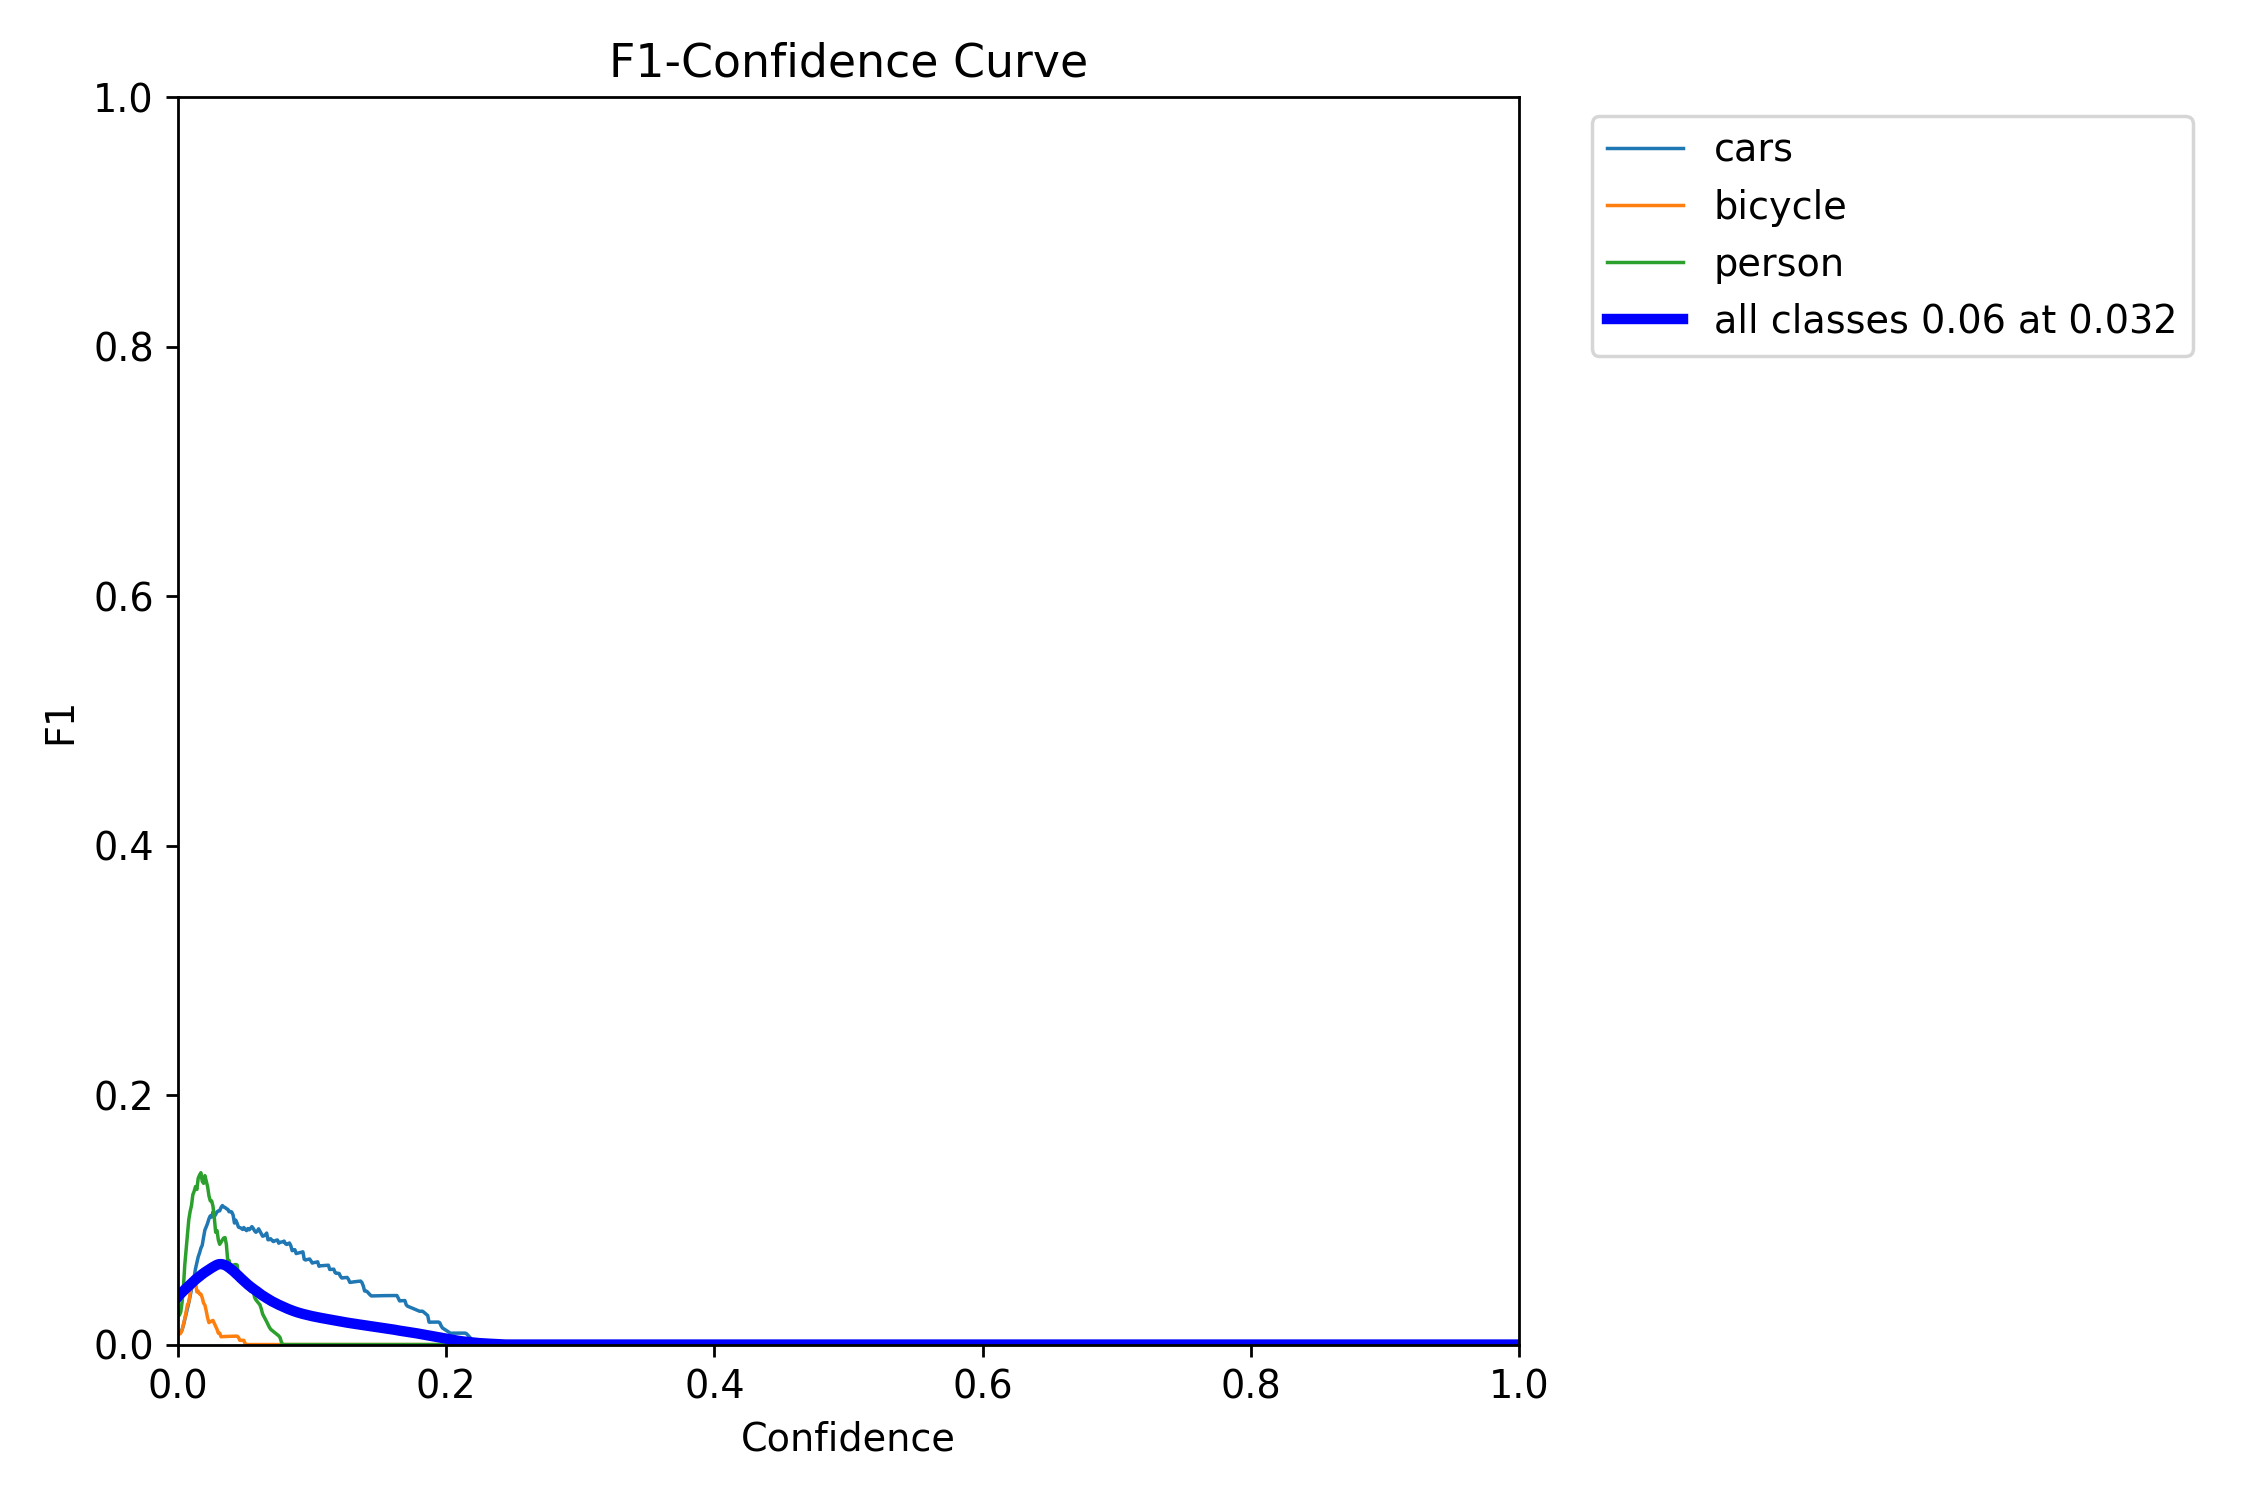 F1-Confidence Curve
1.0
0.8
0.6
0.4
0.2
0.0
F1
0.0 0.2 0.4 0.6 0.8 1.0
Confidence
cars
bicycle
person
all classes 0.06 at 0.032